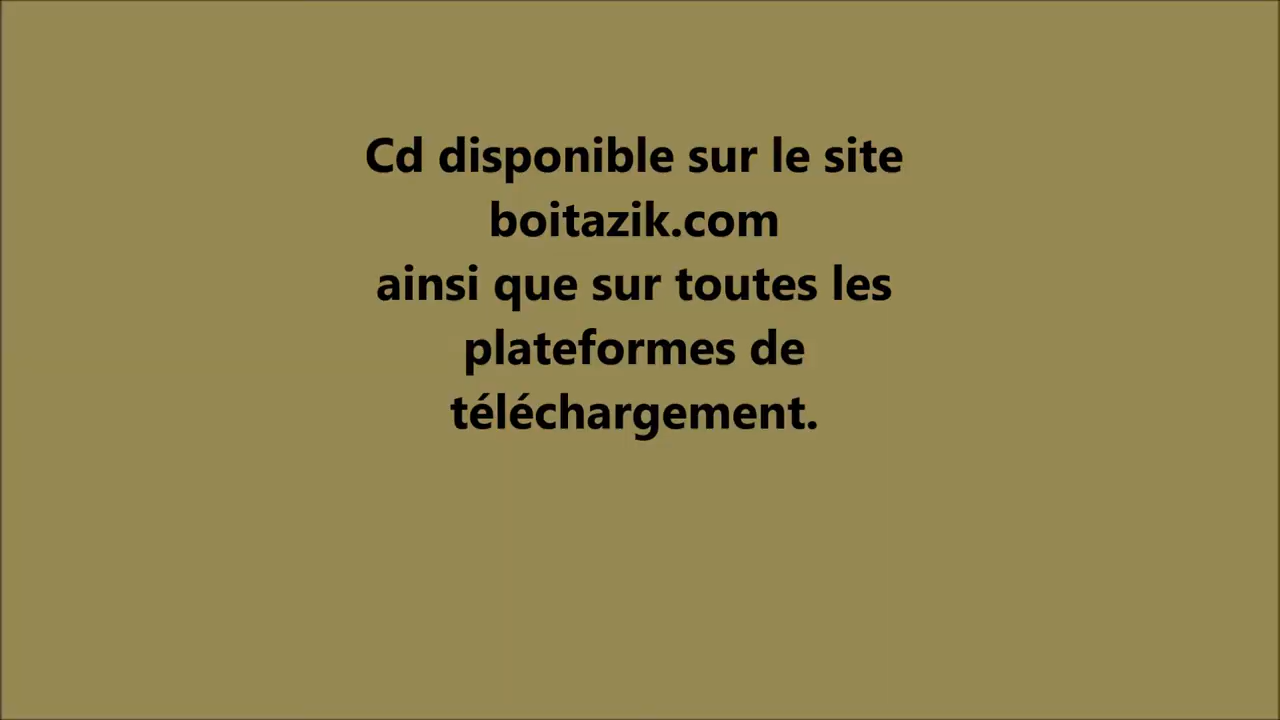 Cd disponible sur le site
boitazik.com
ainsi que sur toutes les
plateformes de
téléchargement.